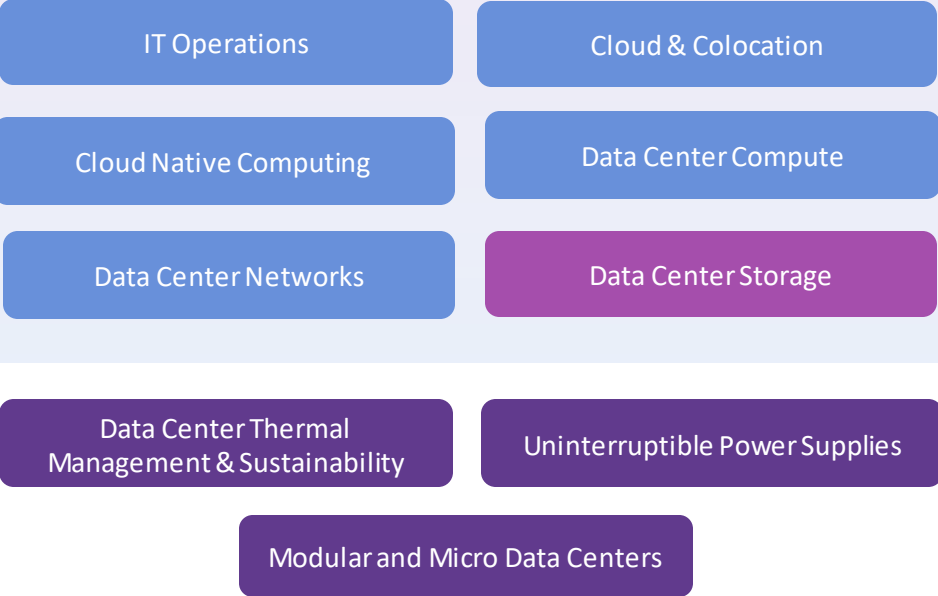 IT Operations
Cloud & Colocation
Cloud Native Computing
Data Center Compute
Data Center Networks
Data Center Storage
Data Center Thermal
Management & Sustainability
Uninterruptible Power Supplies
Modular and Micro Data Centers